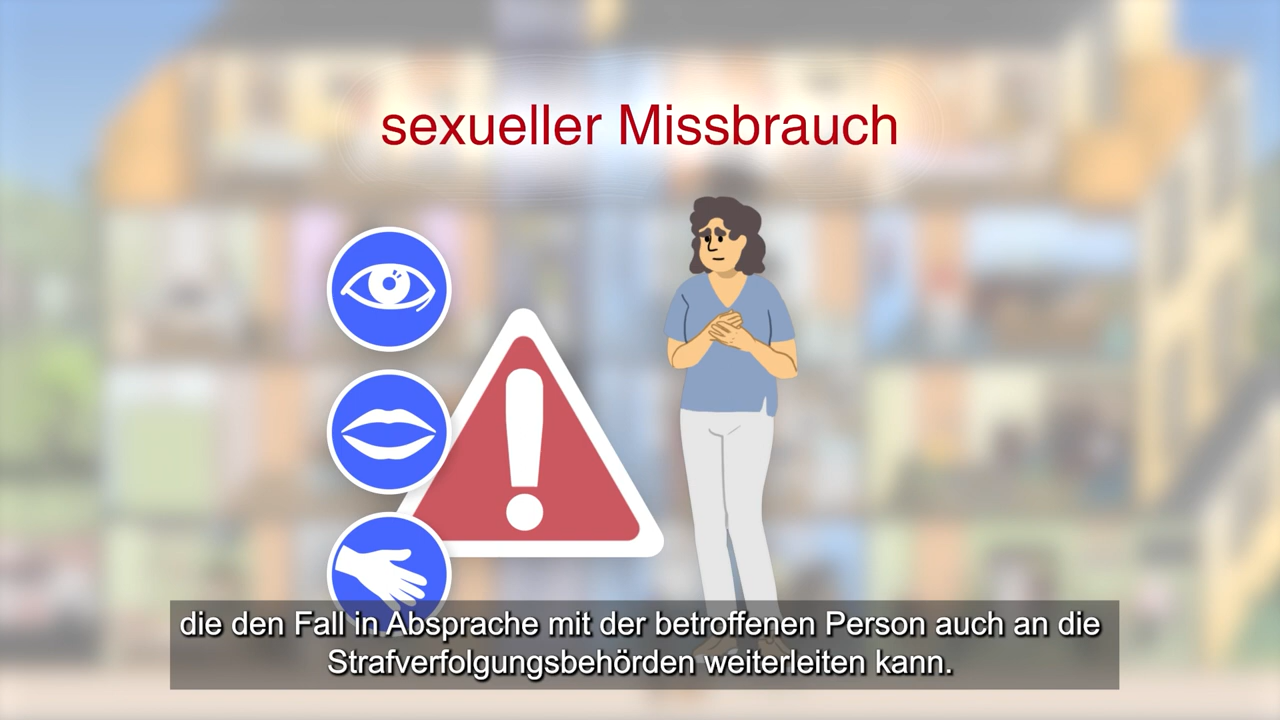 sexueller Missbrauch
die den Fall in Absprache mit der betroffenen Person auch an die
Strafverfolgungsbehörden weiterleiten kann.